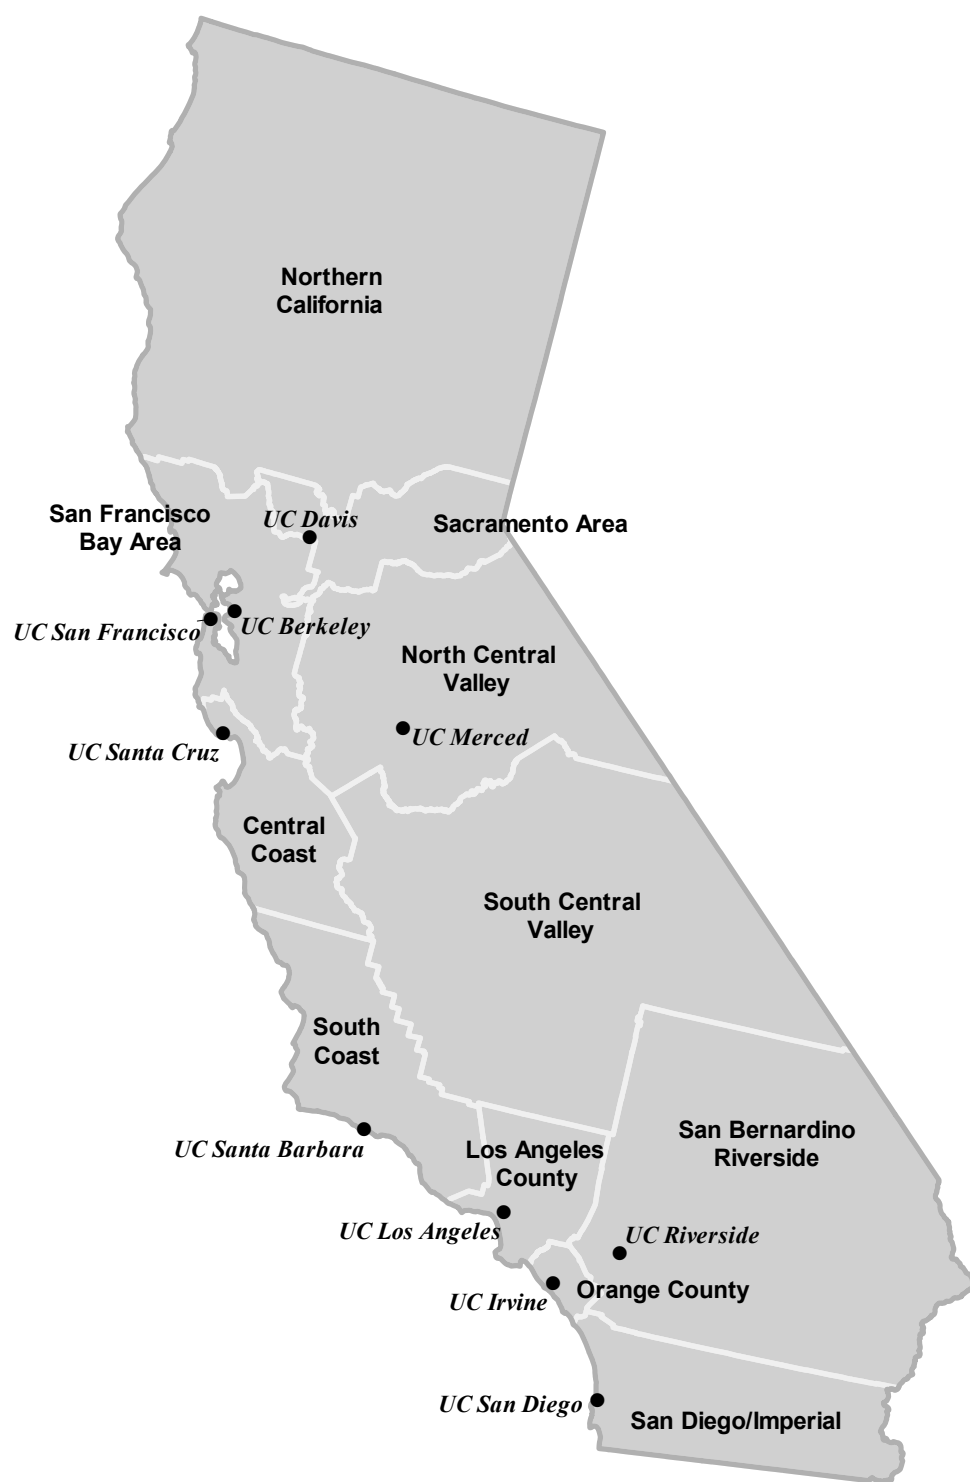 Northern
California
San Francisco
Bay Area
UC Davis
Sacramento Area
UC San Francisco
UC Berkeley
North Central
Valley
UC Merced
UC Santa Cruz
Central
Coast
South Central
Valley
South
Coast
UC Santa Barbara
Los Angeles
County
San Bernardino
Riverside
UC Los Angeles
UC Riverside
UC Irvine
Orange County
UC San Diego
San Diego/Imperial